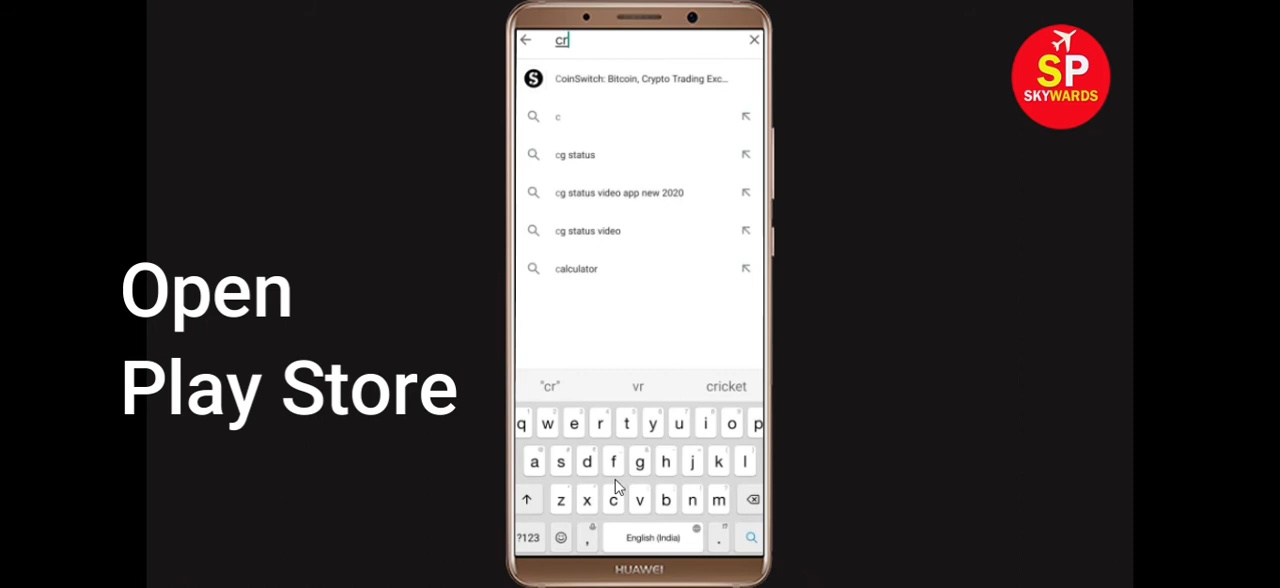 cr
CoinSwitch: Bitcoin, Crypto Trading Exc...
c
cg status
cg status video app new 2020
cg status video
calculator
SP
SKYWARDS
Open
Play Store
"cr" vr cricket
q w e r t y u i o p
a s d f g h j k l
z x c v b n m
?123 , English (India) .
HUAWEI